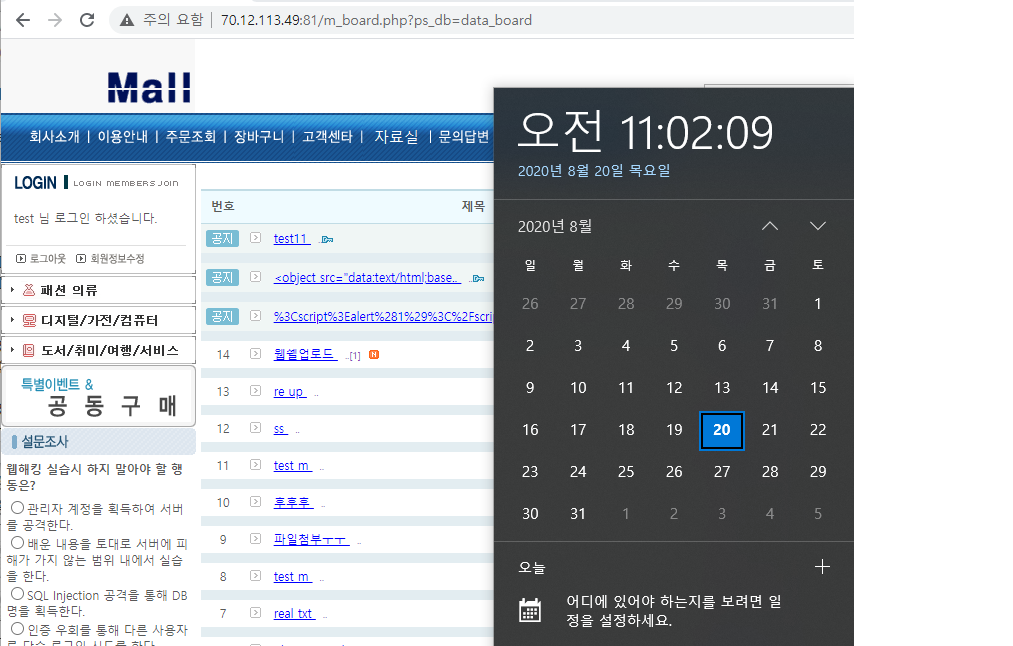 주의 요함 70.12.113.49:81/m_board.php?ps_db=data_board
Mall
회사소개 | 이용안내 | 주문조회 | 장바구니 | 고객센타 | 자료실 | 문의답변
LOGIN LOGIN MEMBERS JOIN
test 님 로그인 하셨습니다.
로그아웃 회원정보수정
패션 의류
디지털/가전/컴퓨터
도서/취미/여행/서비스
특별이벤트 &
공 동 구 매
설문조사
웹해킹 실습시 하지 말아야 할 행
동은?
관리자 계정을 획득하여 서버
를 공격한다.
배운 내용을 토대로 서버에 피
해가 가지 않는 범위 내에서 실습
을 한다.
SQL Injection 공격을 통해 DB
명을 획득한다.
인증 우회를 통해 다른 사용자
번호 제목
공지 test11 ..
공지 <object src="data:text/html;base.. ..
공지 %3Cscript%3Ealert%281%29%3C%2Fscri
14 웹쉘업로드 ..[1] N
13 re up ..
12 ss ..
11 test m ..
10 후후후 ..
9 파일첨부ㅜㅜ ..
8 test m ..
7 real txt ..
오전 11:02:09
2020년 8월 20일 목요일
2020년 8월
일 월 화 수 목 금 토
26 27 28 29 30 31 1
2 3 4 5 6 7 8
9 10 11 12 13 14 15
16 17 18 19 20 21 22
23 24 25 26 27 28 29
30 31 1 2 3 4 5
오늘
어디에 있어야 하는지를 보려면 일
정을 설정하세요.